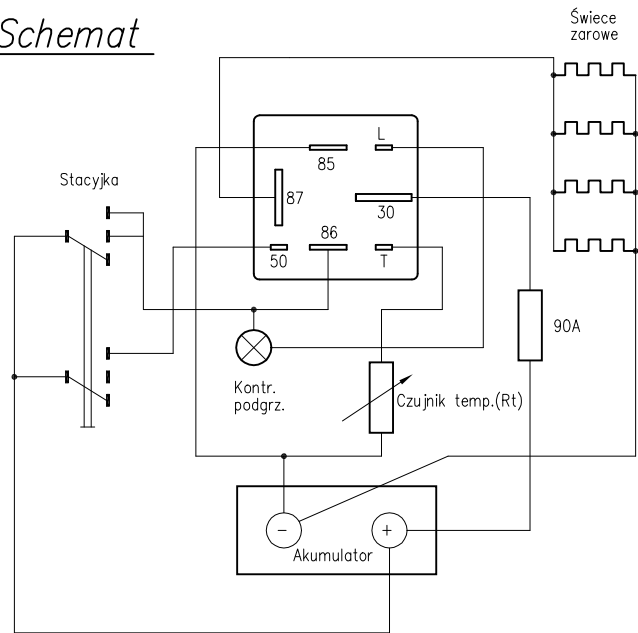 Schemat
Świece
zarowe
Stacyjka
85
L
87
30
86
50
T
90A
Kontr.
podgrz.
Czujnik temp.(Rt)
−
+
Akumulator